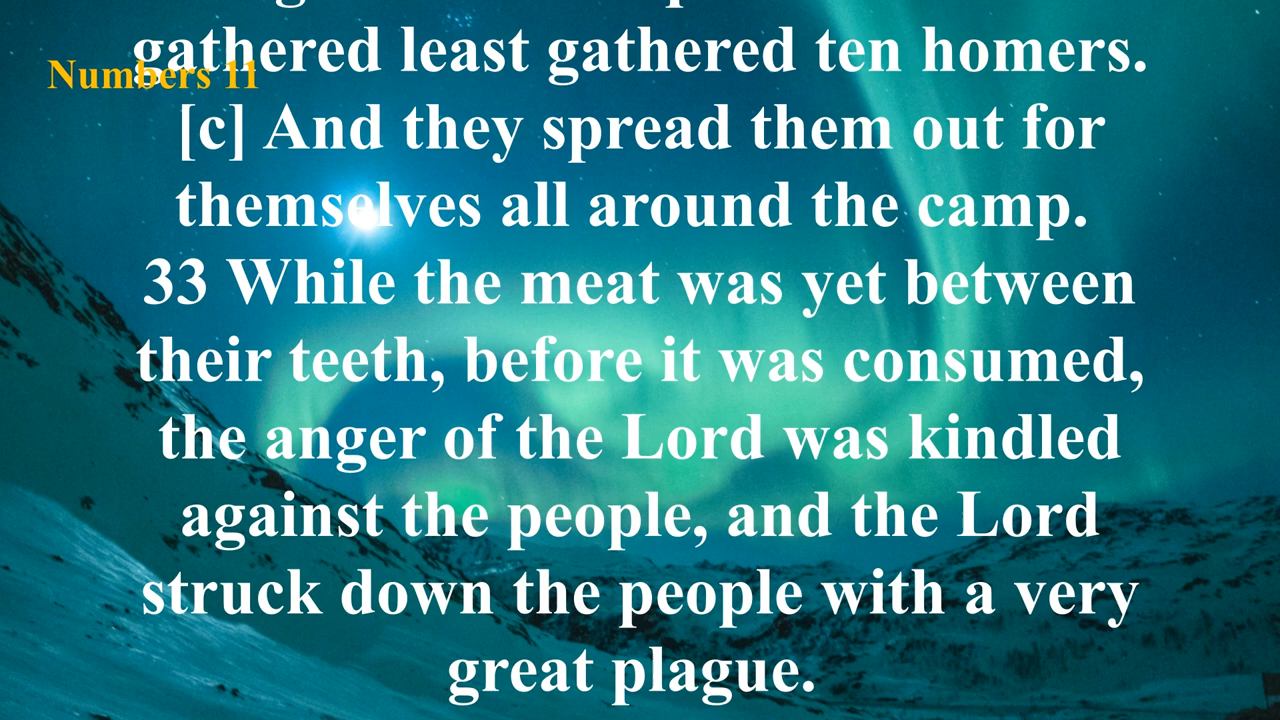 gathered least gathered ten homers.
Numbers 11
[c] And they spread them out for
themselves all around the camp.
33 While the meat was yet between
their teeth, before it was consumed,
the anger of the Lord was kindled
against the people, and the Lord
struck down the people with a very
great plague.